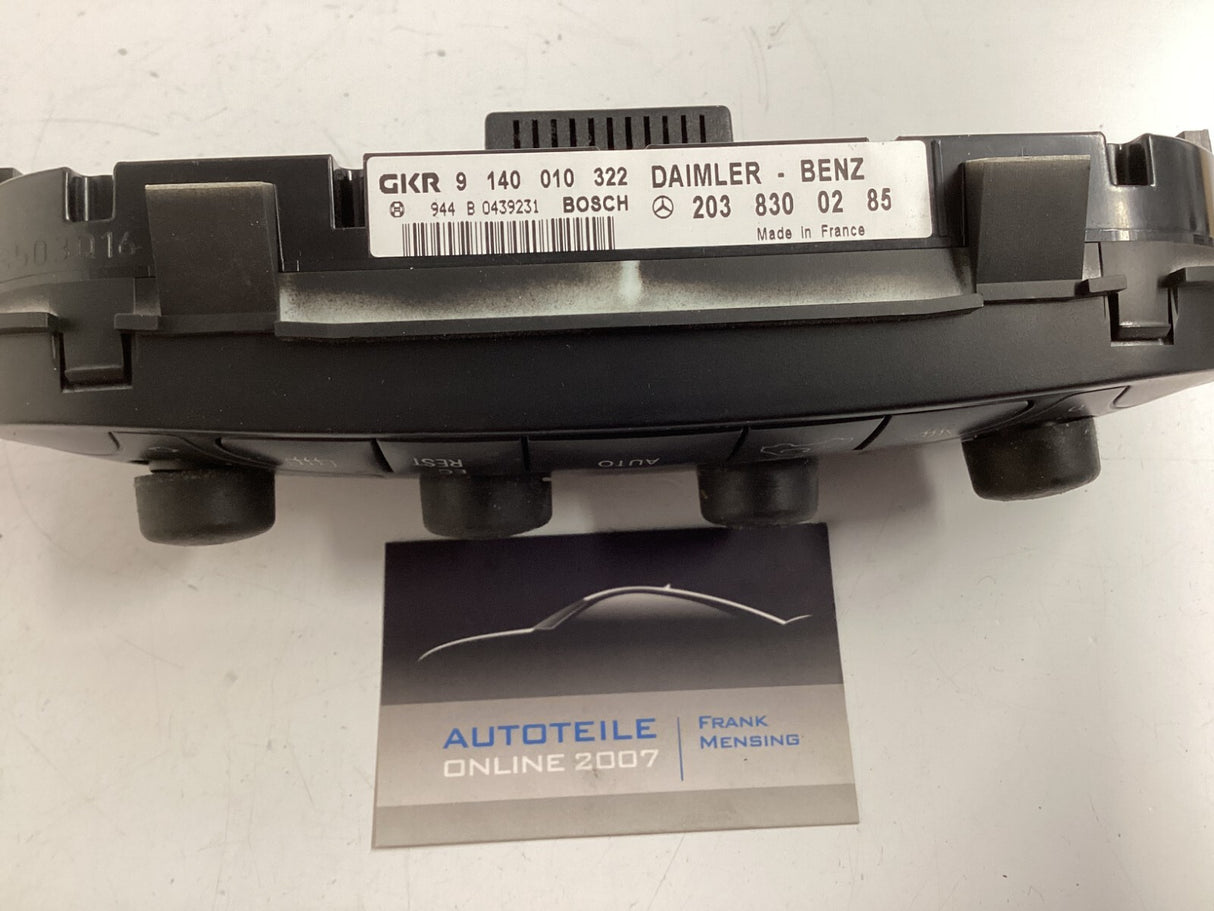 GKR 9 140 010 322 DAIMLER - BENZ
944 B 0439231 BOSCH 203 830 02 85
Made in France
REST
AUTO
AUTOTEILE
ONLINE 2007
FRANK
MENSING